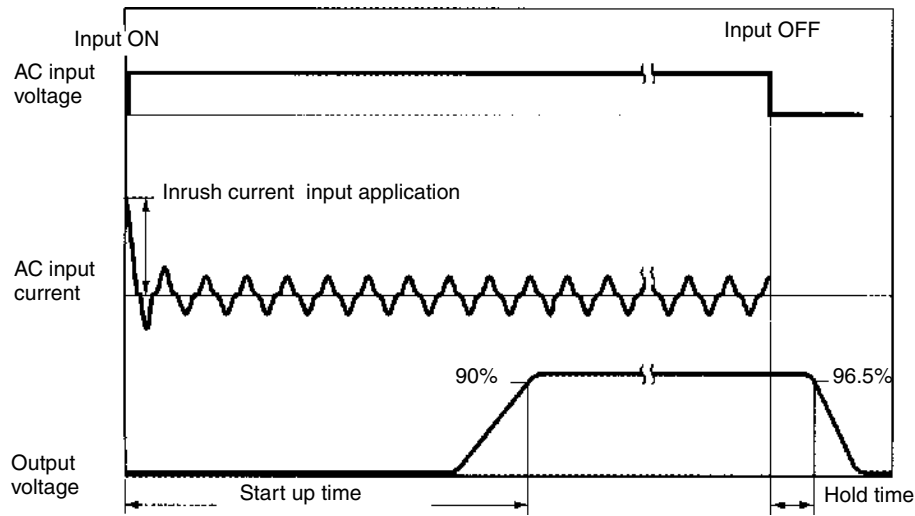 Input ON
Input OFF
AC input
voltage
Inrush current input application
AC input
current
90%
96.5%
Output
voltage
Start up time
Hold time